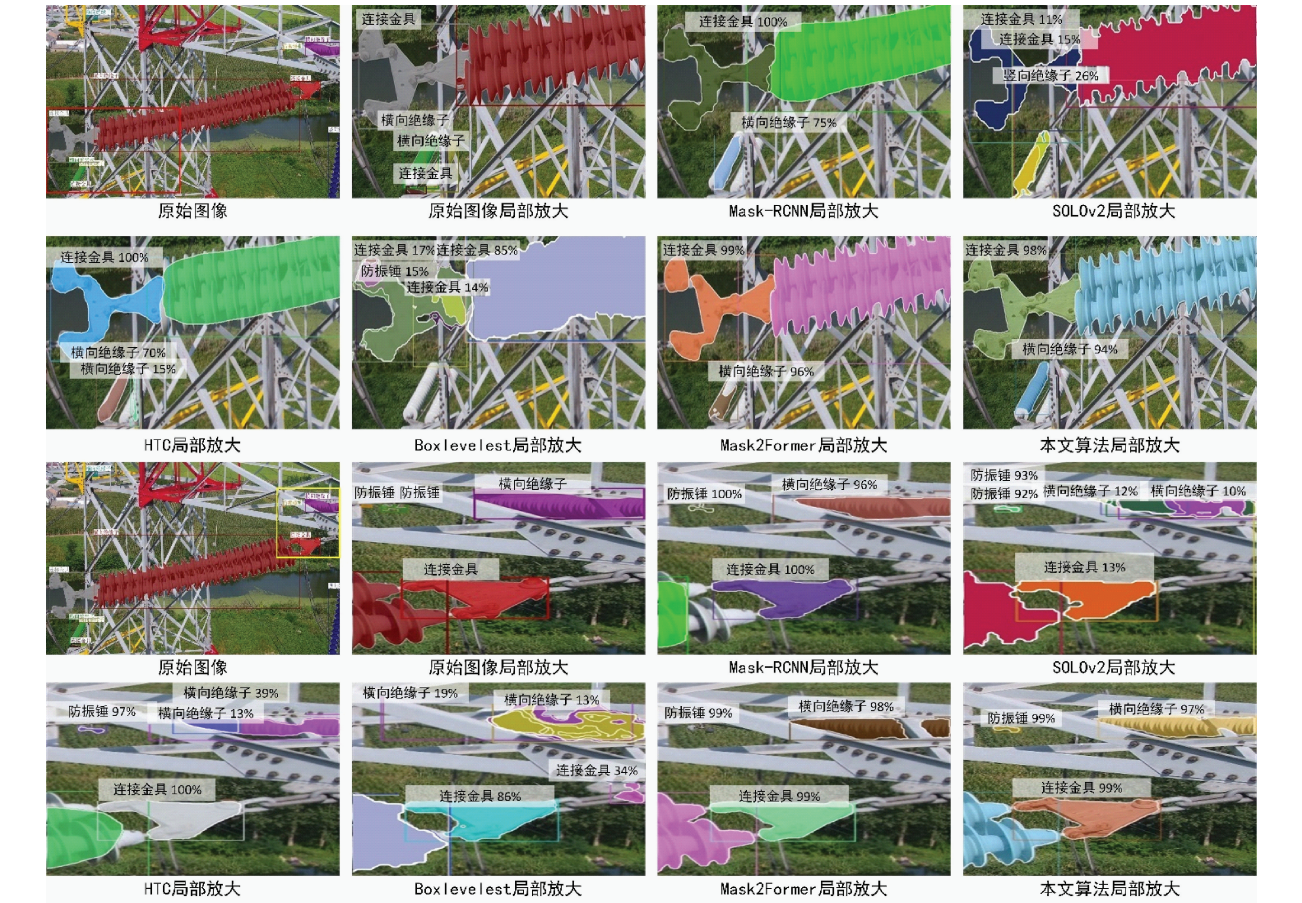 连接金具
横向绝缘子
横向绝缘子
连接金具
连接金具 100%
横向绝缘子 75%
连接金具 11%
连接金具 15%
竖向绝缘子 26%
原始图像
原始图像局部放大
Mask-RCNN局部放大
SOLOv2局部放大
连接金具 100%
横向绝缘子 70%
横向绝缘子 15%
连接金具 17%
连接金具 85%
防振锤 15%
连接金具 14%
连接金具 99%
横向绝缘子 96%
连接金具 98%
横向绝缘子 94%
HTC局部放大
Boxlevelest局部放大
Mask2Former局部放大
本文算法局部放大
防振锤 防振锤
横向绝缘子
连接金具
防振锤 100%
横向绝缘子 96%
连接金具 100%
防振锤 93%
防振锤 92%
横向绝缘子 12%
横向绝缘子 10%
连接金具 13%
原始图像
原始图像局部放大
Mask-RCNN局部放大
SOLOv2局部放大
横向绝缘子 39%
防振锤 97%
横向绝缘子 13%
连接金具 100%
横向绝缘子 19%
横向绝缘子 13%
连接金具 34%
连接金具 86%
防振锤 99%
横向绝缘子 98%
连接金具 99%
防振锤 99%
横向绝缘子 97%
连接金具 99%
HTC局部放大
Boxlevelest局部放大
Mask2Former局部放大
本文算法局部放大